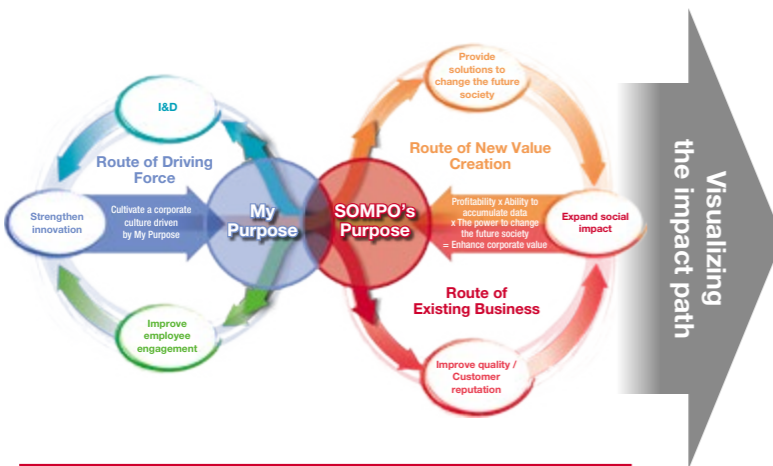 Provide
solutions to
change the future
society
I&D
Route of Driving
Force
Route of New Value
Creation
Strengthen
innovation
Cultivate a corporate
culture driven
by My Purpose
My
Purpose
SOMPO's
Purpose
Profitability x Ability to
accumulate data
x The power to change
the future society
= Enhance corporate value
Expand social
impact
Improve
employee
engagement
Route of
Existing Business
Improve quality /
Customer
reputation
Visualizing
the impact path